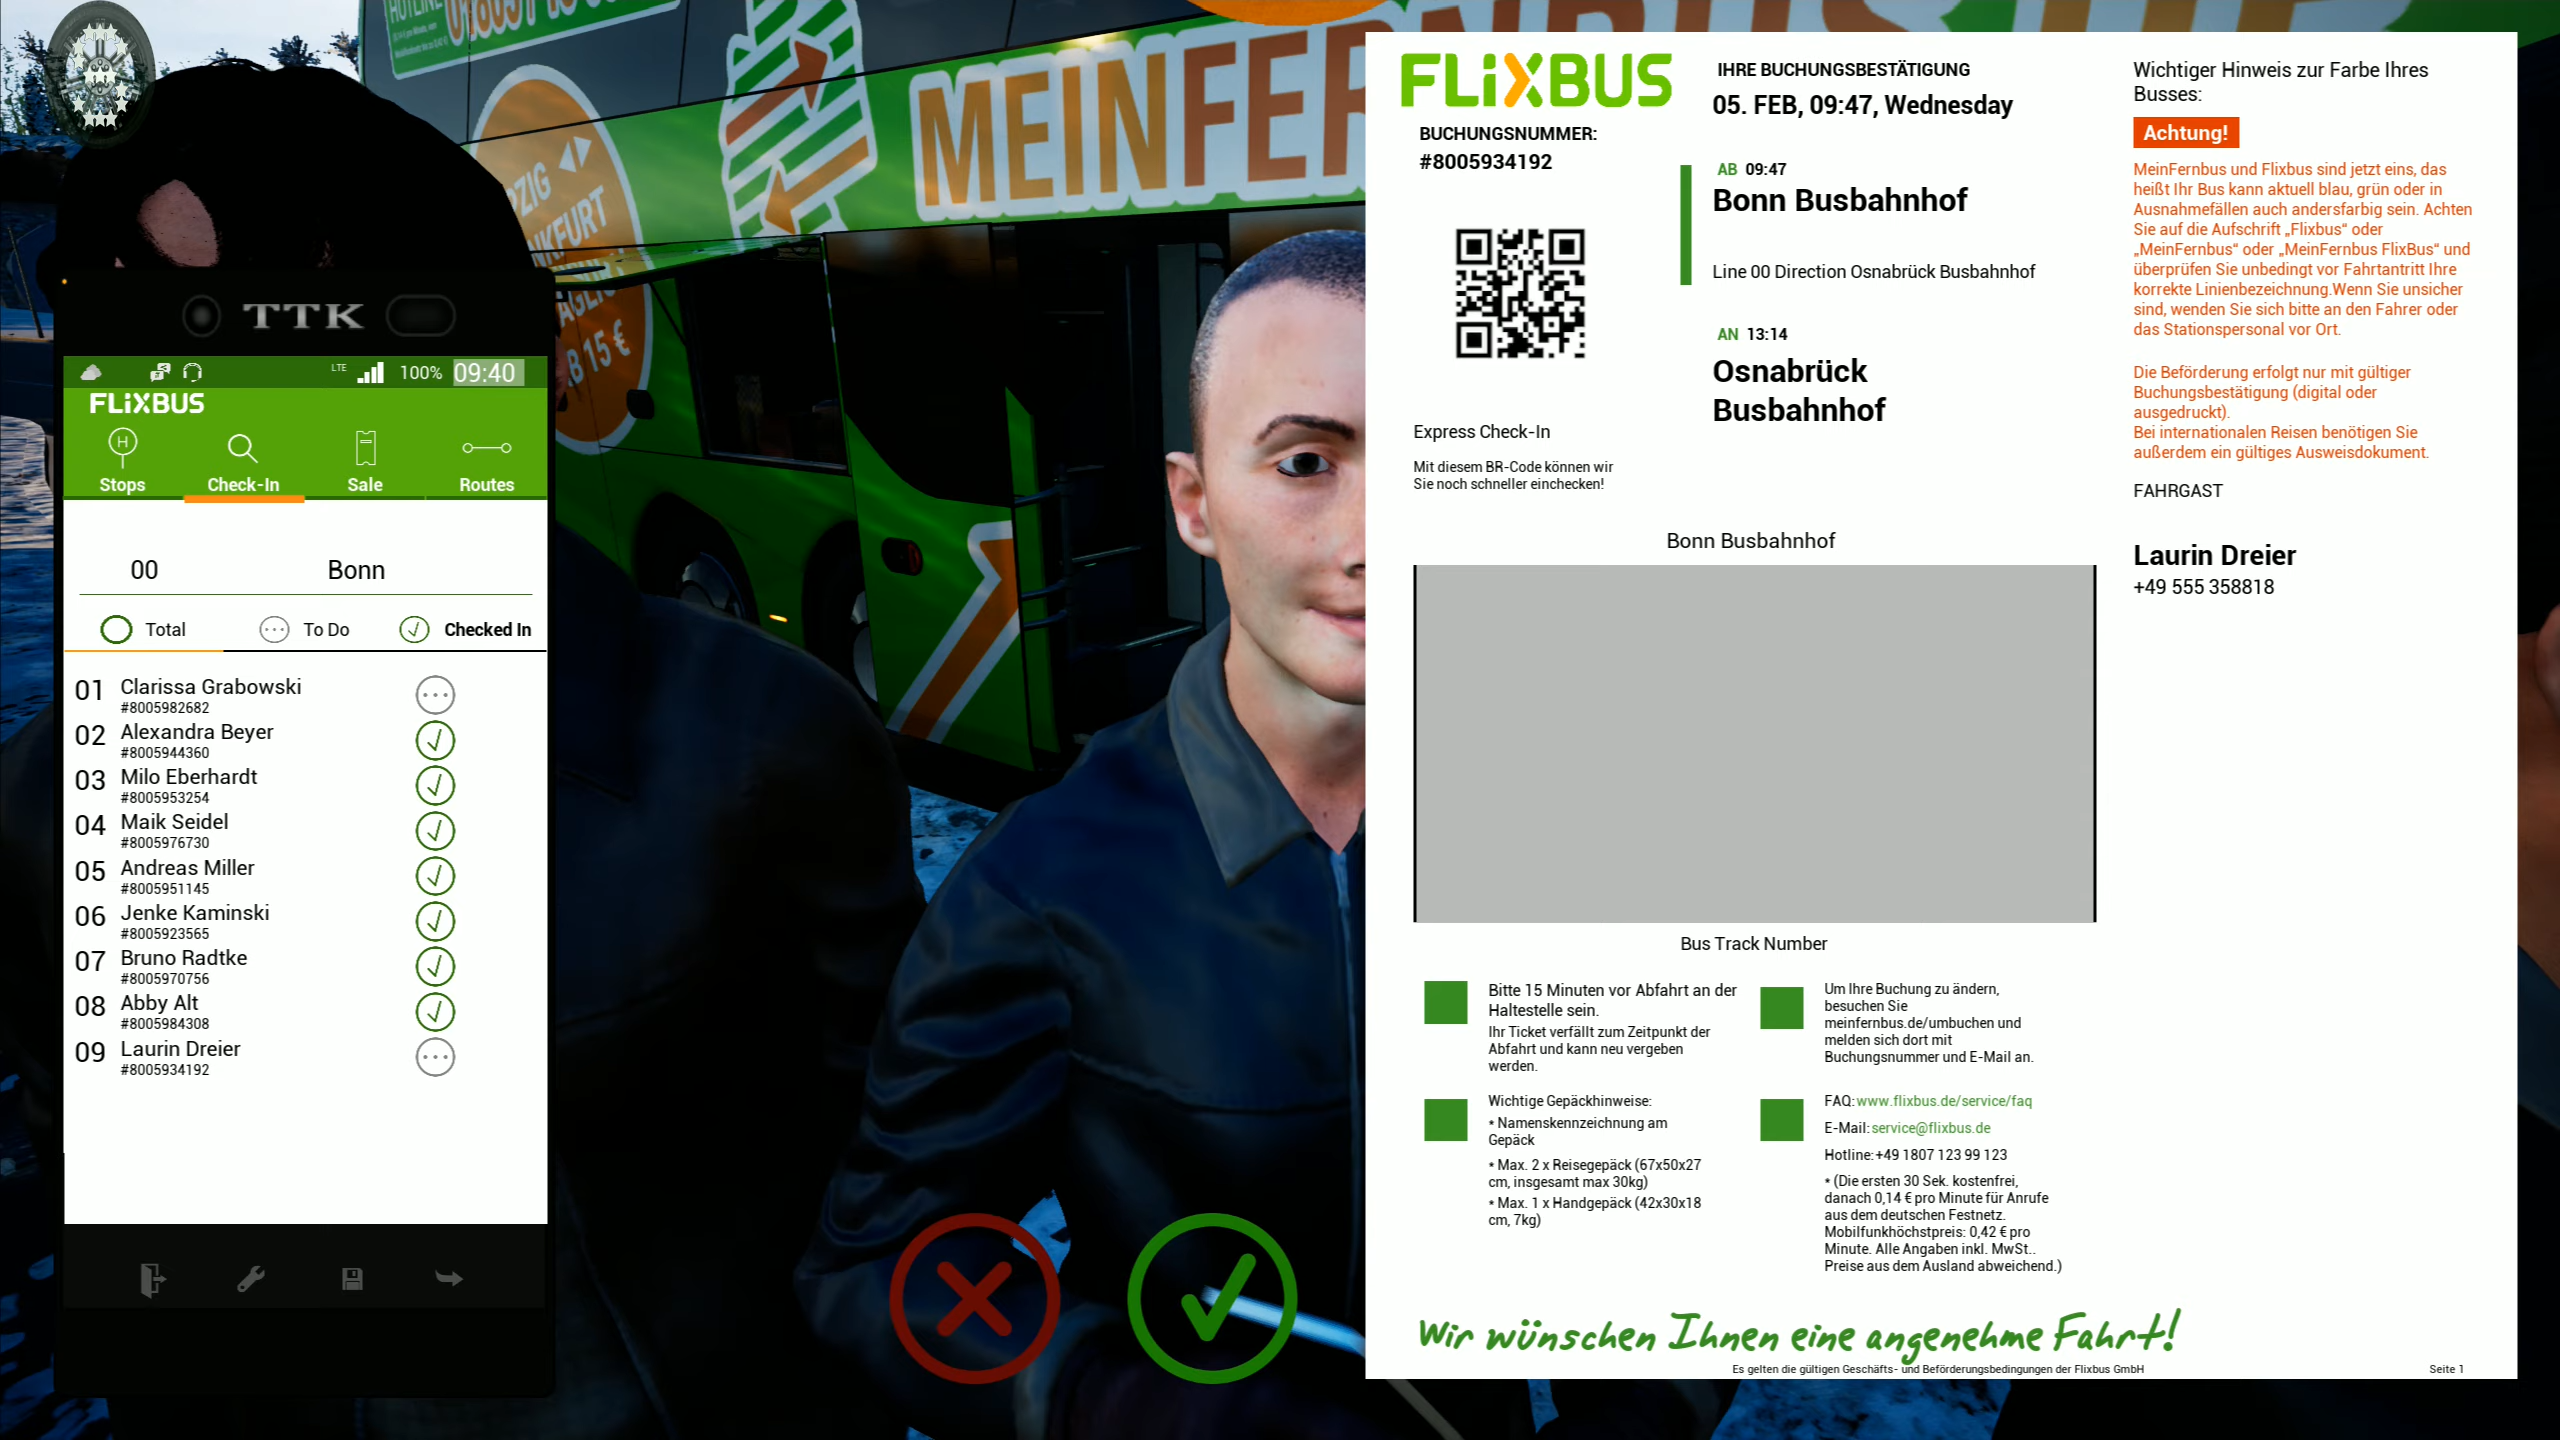 HOTLINE
MEINFER
PZIG
NKFURT
ÄGLICH
AB 15 €
TTK
LTE 100% 09:40
FLiXBUS
H
Stops Check-In Sale Routes
00 Bonn
Total To Do Checked In
01 Clarissa Grabowski
#8005982682
02 Alexandra Beyer
#8005944360
03 Milo Eberhardt
#8005953254
04 Maik Seidel
#8005976730
05 Andreas Miller
#8005951145
06 Jenke Kaminski
#8005923565
07 Bruno Radtke
#8005970756
08 Abby Alt
#8005984308
09 Laurin Dreier
#8005934192
FLiXBUS
BUCHUNGSNUMMER:
#8005934192
Express Check-In
Mit diesem BR-Code können wir
Sie noch schneller einchecken!
IHRE BUCHUNGSBESTÄTIGUNG
05. FEB, 09:47, Wednesday
AB 09:47
Bonn Busbahnhof
Line 00 Direction Osnabrück Busbahnhof
AN 13:14
Osnabrück
Busbahnhof
Bonn Busbahnhof
Bus Track Number
Bitte 15 Minuten vor Abfahrt an der
Haltestelle sein.
Ihr Ticket verfällt zum Zeitpunkt der
Abfahrt und kann neu vergeben
werden.
Wichtige Gepäckhinweise:
* Namenskennzeichnung am
Gepäck
* Max. 2 x Reisegepäck (67x50x27
cm, insgesamt max 30kg)
* Max. 1 x Handgepäck (42x30x18
cm, 7kg)
Um Ihre Buchung zu ändern,
besuchen Sie
meinfernbus.de/umbuchen und
melden sich dort mit
Buchungsnummer und E-Mail an.
FAQ: www.flixbus.de/service/faq
E-Mail: service@flixbus.de
Hotline: +49 1807 123 99 123
* (Die ersten 30 Sek. kostenfrei,
danach 0,14 € pro Minute für Anrufe
aus dem deutschen Festnetz.
Mobilfunkhöchstpreis: 0,42 € pro
Minute. Alle Angaben inkl. MwSt..
Preise aus dem Ausland abweichend.)
Wichtiger Hinweis zur Farbe Ihres
Busses:
Achtung!
MeinFernbus und Flixbus sind jetzt eins, das
heißt Ihr Bus kann aktuell blau, grün oder in
Ausnahmefällen auch andersfarbig sein. Achten
Sie auf die Aufschrift „Flixbus“ oder
„MeinFernbus“ oder „MeinFernbus FlixBus“ und
überprüfen Sie unbedingt vor Fahrtantritt Ihre
korrekte Linienbezeichnung.Wenn Sie unsicher
sind, wenden Sie sich bitte an den Fahrer oder
das Stationspersonal vor Ort.
Die Beförderung erfolgt nur mit gültiger
Buchungsbestätigung (digital oder
ausgedruckt).
Bei internationalen Reisen benötigen Sie
außerdem ein gültiges Ausweisdokument.
FAHRGAST
Laurin Dreier
+49 555 358818
Wir wünschen Ihnen eine angenehme Fahrt!
Es gelten die gültigen Geschäfts- und Beförderungsbedingungen der Flixbus GmbH
Seite 1